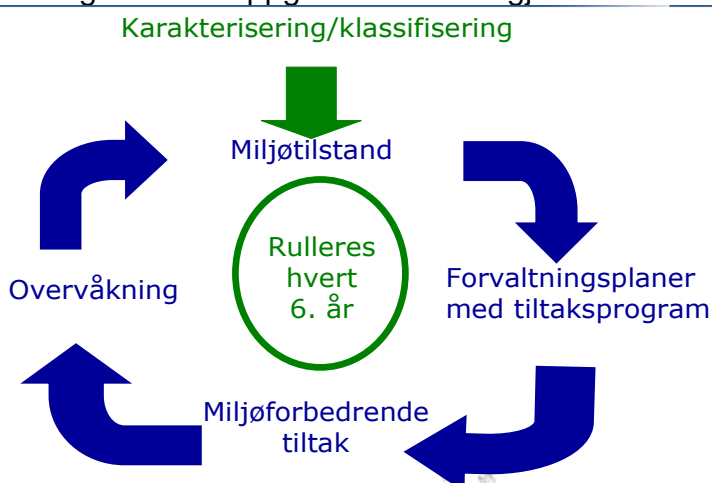 Karakterisering/klassifisering
Miljøtilstand
Rulleres
hvert
6. år
Forvaltningsplaner
med tiltaksprogram
Overvåkning
Miljøforbedrende
tiltak